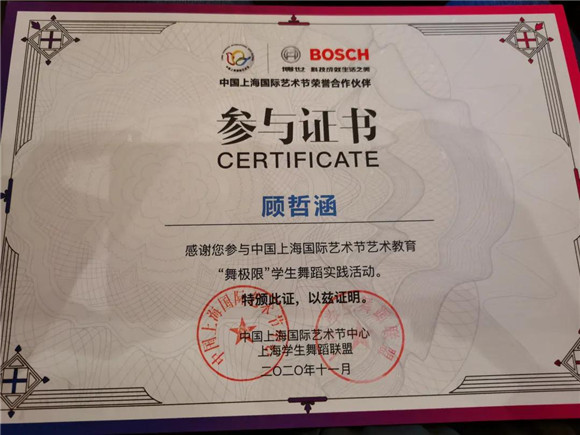 BOSCH
博世 科技成就生活之美
中国上海国际艺术节荣誉合作伙伴
参与证书
CERTIFICATE
顾哲涵
感谢您参与中国上海国际艺术节艺术教育
“舞极限”学生舞蹈实践活动。
特颁此证，以兹证明。
中国上海国际艺术节中心
上海学生舞蹈联盟
二〇二〇年十一月